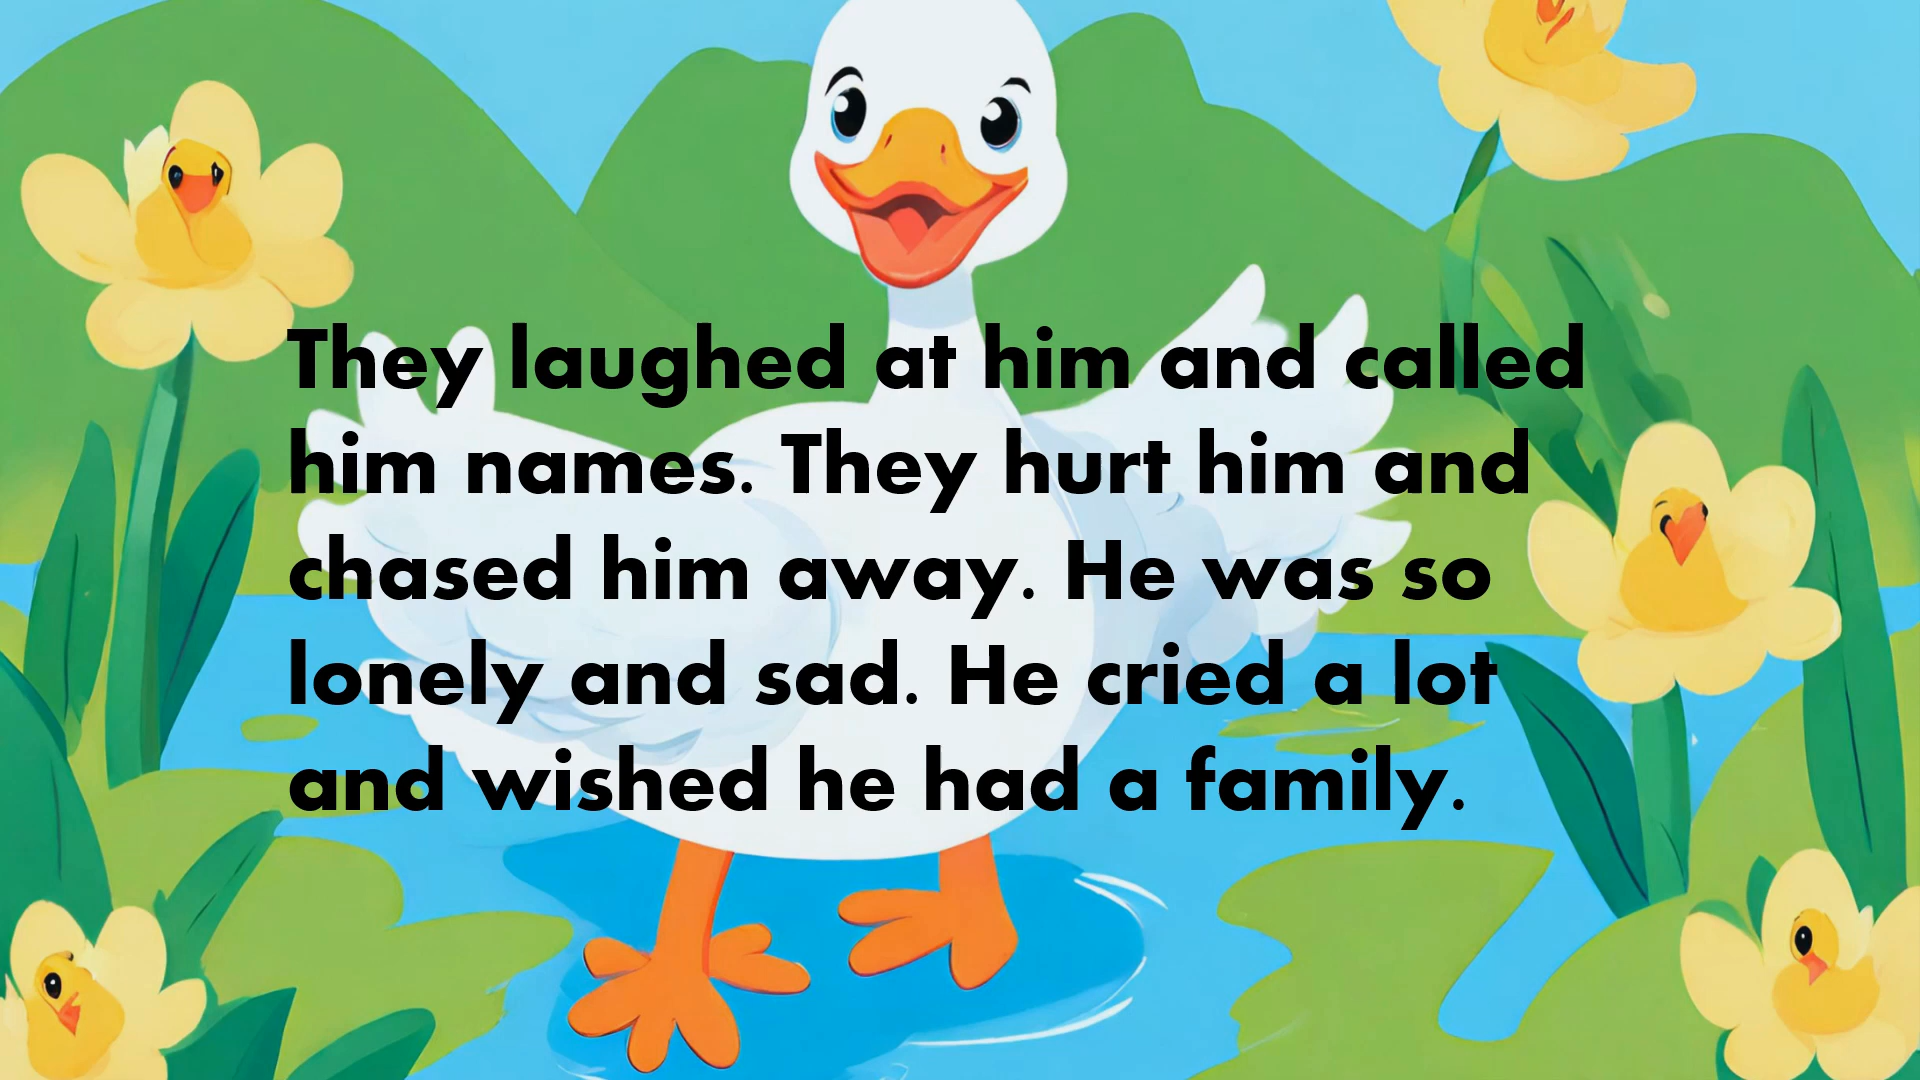 They laughed at him and called
him names. They hurt him and
chased him away. He was so
lonely and sad. He cried a lot
and wished he had a family.